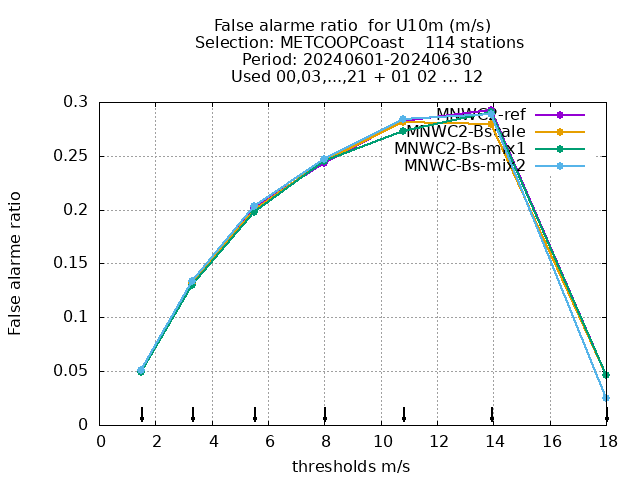 False alarme ratio  for U10m (m/s)
Selection: METCOOPCoast    114 stations
Period: 20240601-20240630
Used 00,03,...,21 + 01 02 ... 12
MNWC2-ref
MNWC2-Bsscale
MNWC2-Bs-mix1
MNWC-Bs-mix2
False alarme ratio
0.3
0.25
0.2
0.15
0.1
0.05
0
0 2 4 6 8 10 12 14 16 18
thresholds m/s